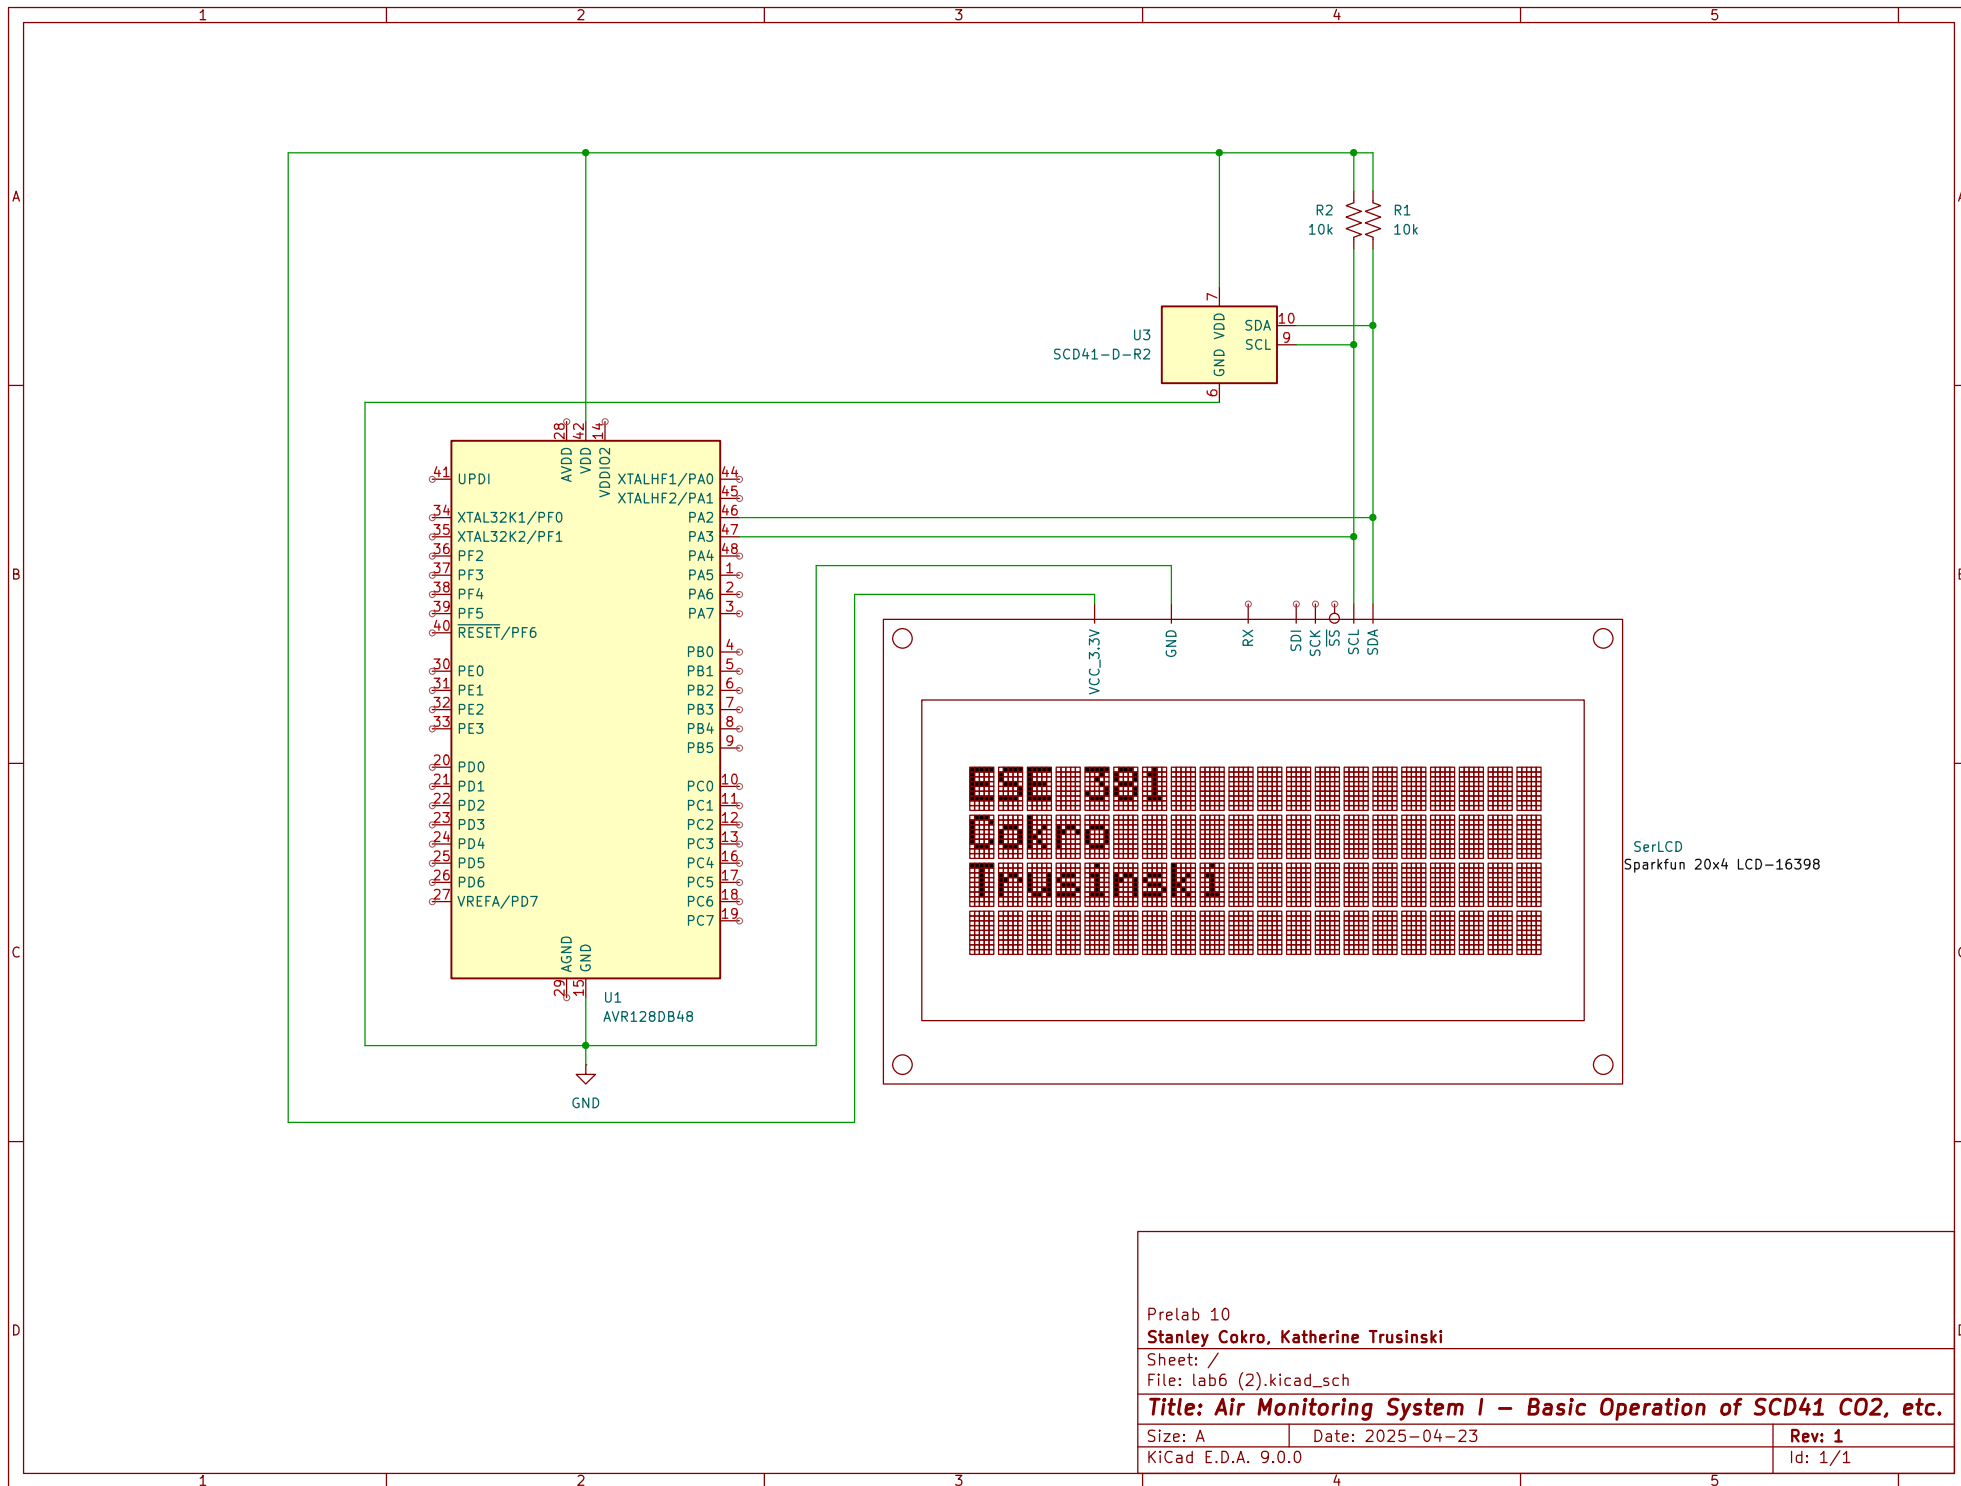 1 2 3 4 5
A
B
C
D
R2
10k
R1
10k
U3
SCD41-D-R2
7
VDD
GND
6
SDA 10
SCL 9
28 42 14
AVDD VDD VDDIO2
41 UPDI
34 XTAL32K1/PF0
35 XTAL32K2/PF1
36 PF2
37 PF3
38 PF4
39 PF5
40 RESET/PF6
30 PE0
31 PE1
32 PE2
33 PE3
20 PD0
21 PD1
22 PD2
23 PD3
24 PD4
25 PD5
26 PD6
27 VREFA/PD7
XTALHF1/PA0 44
XTALHF2/PA1 45
PA2 46
PA3 47
PA4 48
PA5 1
PA6 2
PA7 3
PB0 4
PB1 5
PB2 6
PB3 7
PB4 8
PB5 9
PC0 10
PC1 11
PC2 12
PC3 13
PC4 16
PC5 17
PC6 18
PC7 19
AGND GND
29 15
U1
AVR128DB48
GND
VCC_3.3V GND RX SDI SCK SS SCL SDA
ESE 381
Cokro
Trusinski
SerLCD
Sparkfun 20x4 LCD-16398
Prelab 10
Stanley Cokro, Katherine Trusinski
Sheet: /
File: lab6 (2).kicad_sch
Title: Air Monitoring System I - Basic Operation of SCD41 CO2, etc.
Size: A Date: 2025-04-23 Rev: 1
KiCad E.D.A. 9.0.0 Id: 1/1
1 2 3 4 5